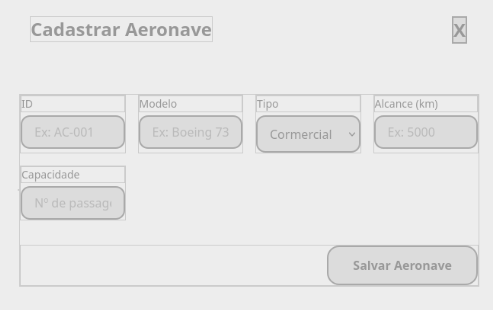 Cadastrar Aeronave
X
ID
Modelo
Tipo
Alcance (km)
Ex: AC-001
Ex: Boeing 73
Cormercial
Ex: 5000
Capacidade
Nº de passag
Salvar Aeronave